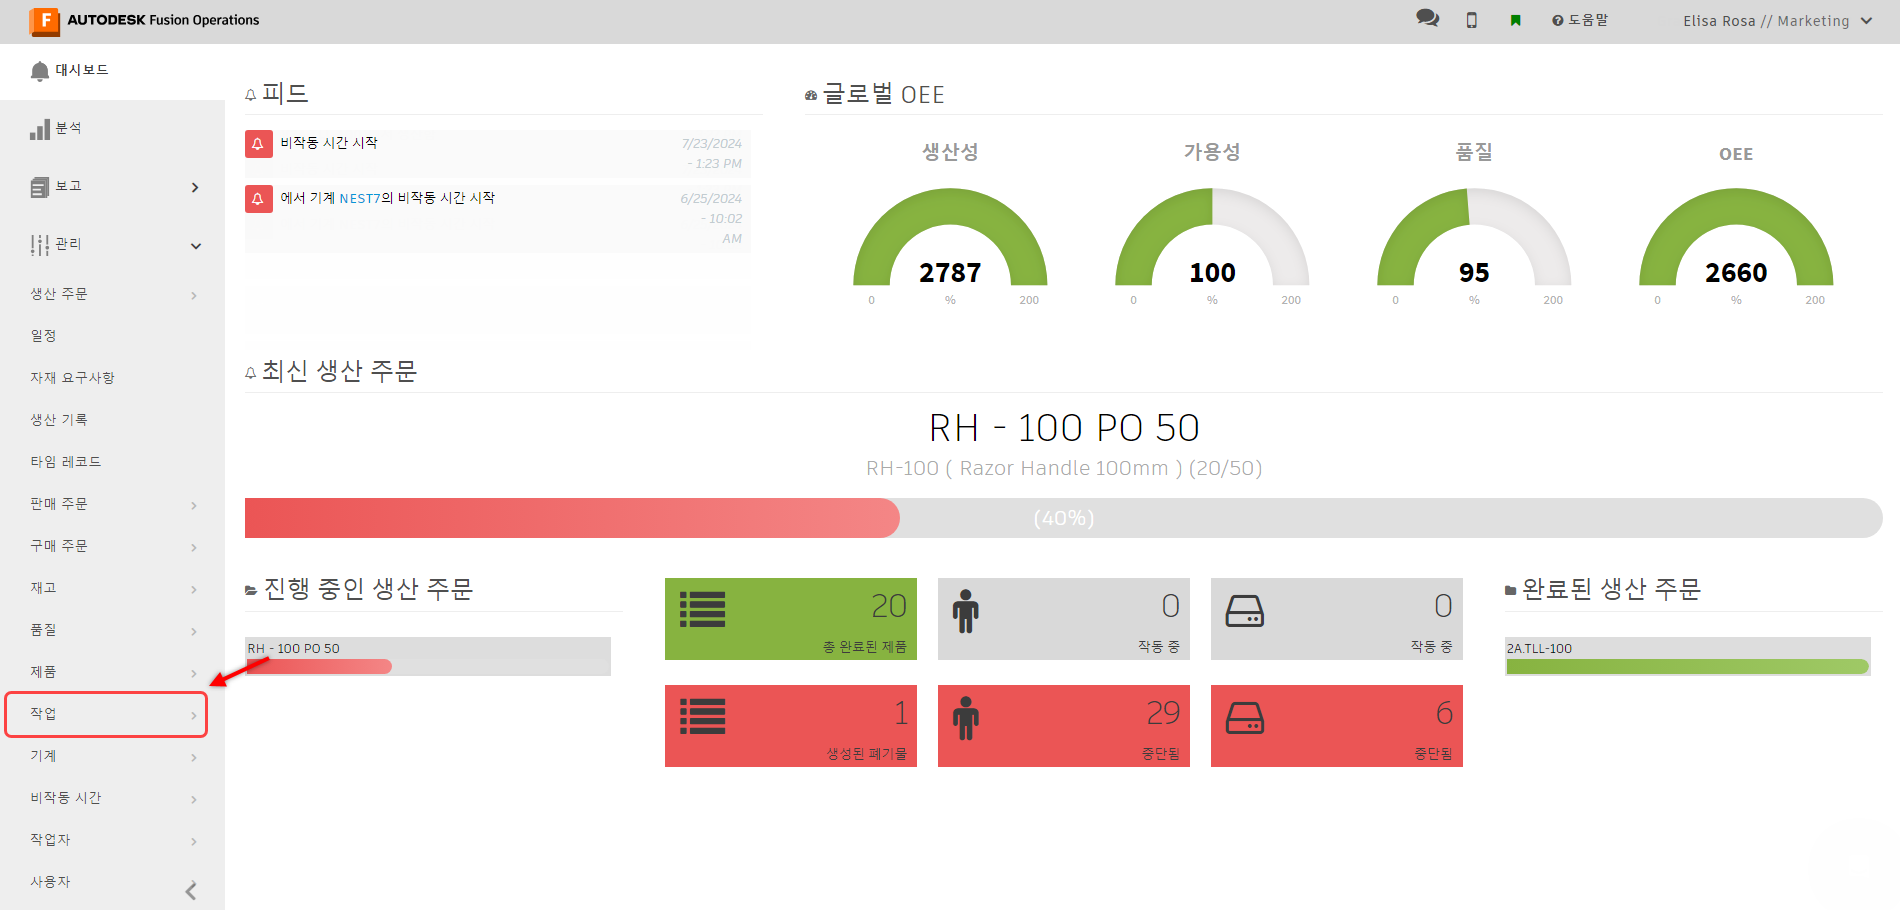 F AUTODESK Fusion Operations
도움말
Elisa Rosa // Marketing
대시보드
분석
보고
관리
생산 주문
일정
자재 요구사항
생산 기록
타임 레코드
판매 주문
구매 주문
재고
품질
제품
작업
기계
비작동 시간
작업자
사용자
피드
비작동 시간 시작
7/23/2024
- 1:23 PM
에서 기계 NEST7의 비작동 시간 시작
6/25/2024
- 10:02
AM
글로벌 OEE
생산성
2787
0 % 200
가용성
100
0 % 200
품질
95
0 % 200
OEE
2660
0 % 200
최신 생산 주문
RH - 100 PO 50
RH-100 ( Razor Handle 100mm ) (20/50)
(40%)
진행 중인 생산 주문
RH - 100 PO 50
20
총 완료된 제품
0
작동 중
0
작동 중
1
생성된 폐기물
29
중단됨
6
중단됨
완료된 생산 주문
2A.TLL-100